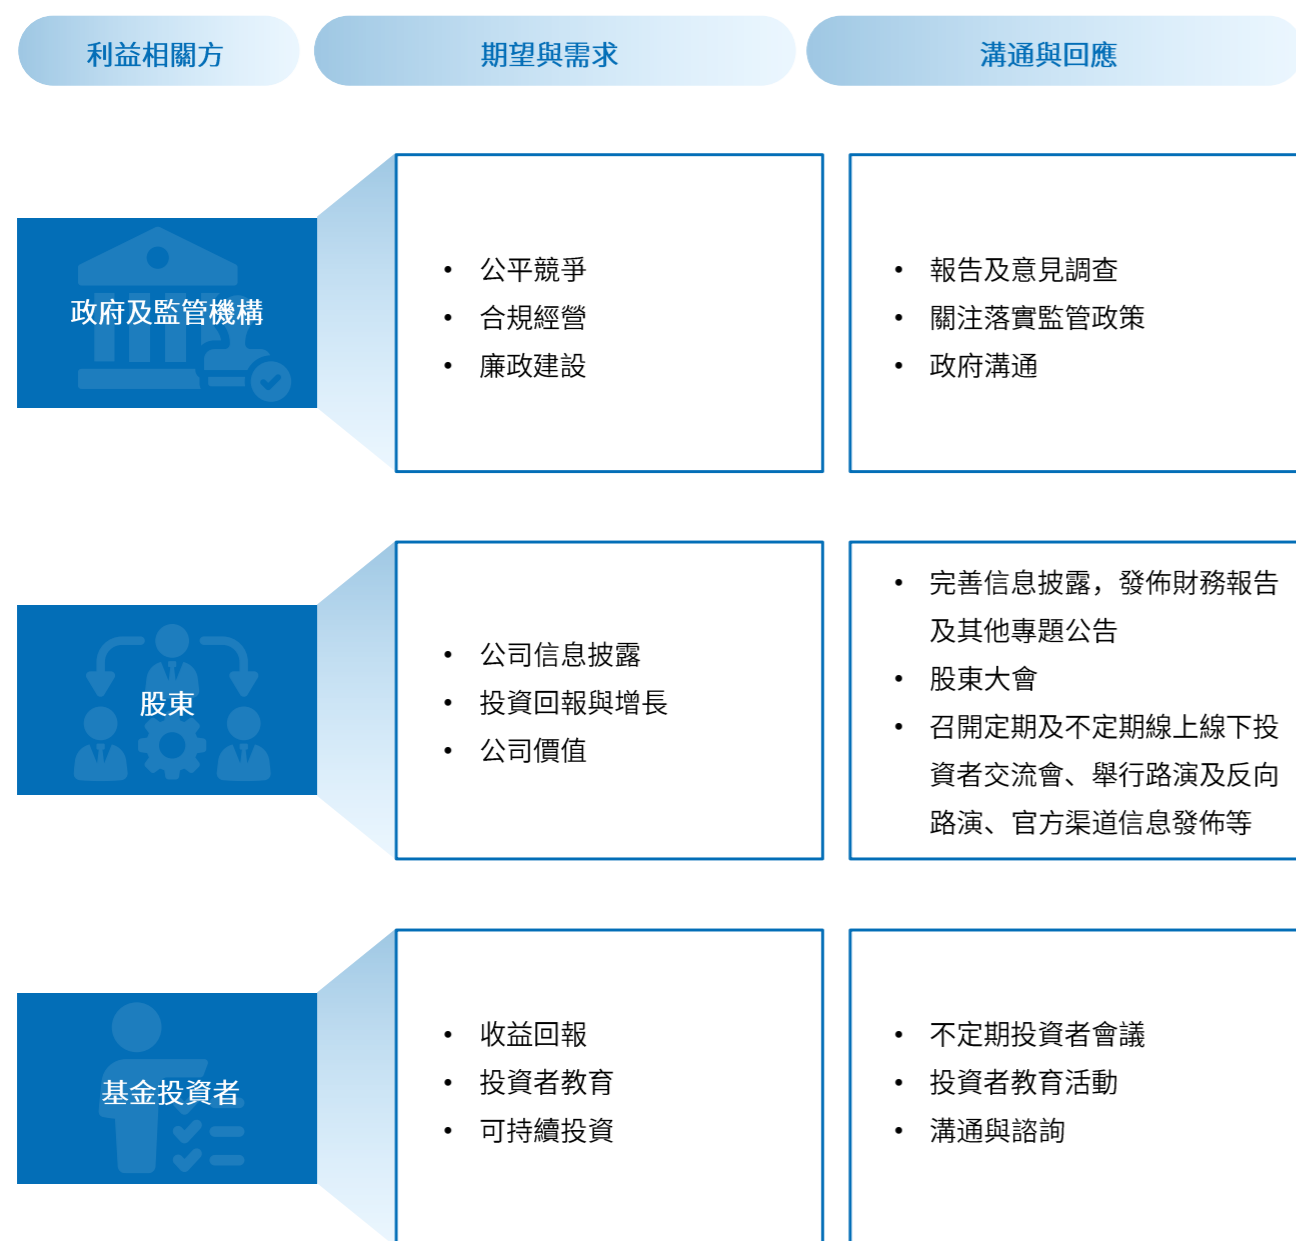 利益相關方
期望與需求
溝通與回應
政府及監管機構
• 公平競爭
• 合規經營
• 廉政建設
• 報告及意見調查
• 關注落實監管政策
• 政府溝通
股東
• 公司信息披露
• 投資回報與增長
• 公司價值
• 完善信息披露，發佈財務報告
及其他專題公告
• 股東大會
• 召開定期及不定期線上線下投
資者交流會、舉行路演及反向
路演、官方渠道信息發佈等
基金投資者
• 收益回報
• 投資者教育
• 可持續投資
• 不定期投資者會議
• 投資者教育活動
• 溝通與諮詢